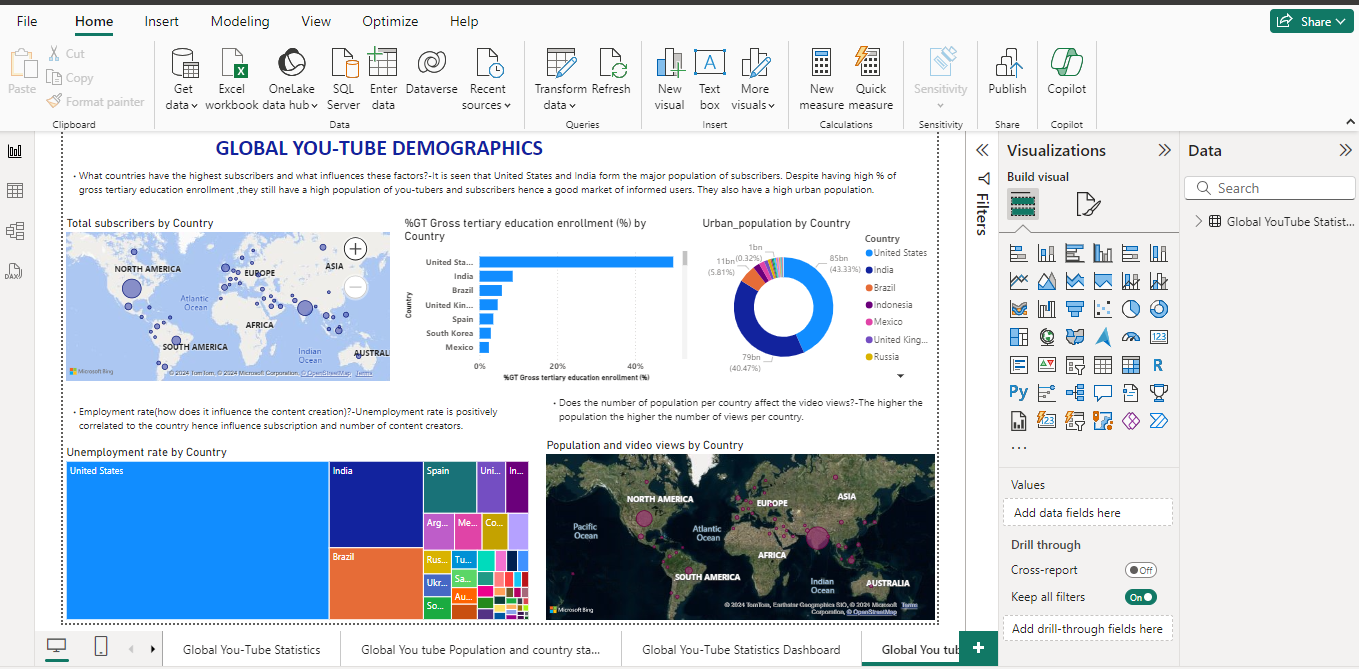 File Home Insert Modeling View Optimize Help Share
Paste
Cut
Copy
Format painter
Clipboard
Get data
Excel workbook
OneLake data hub
SQL Server
Enter data
Dataverse
Recent sources
Data
Transform data
Refresh
Queries
New visual
Text box
More visuals
Insert
New measure
Quick measure
Calculations
Sensitivity
Sensitivity
Publish
Share
Copilot
Copilot
GLOBAL YOU-TUBE DEMOGRAPHICS
• What countries have the highest subscribers and what influences these factors?-It is seen that United States and India form the major population of subscribers. Despite having high % of
gross tertiary education enrollment ,they still have a high population of you-tubers and subscribers hence a good market of informed users. They also have a high urban population.
Total subscribers by Country
NORTH AMERICA
EUROPE
ASIA
Atlantic
Ocean
AFRICA
SOUTH AMERICA
Indian
Ocean
AUSTRAL
Microsoft Bing
© 2024 TomTom, © 2024 Microsoft Corporation, © OpenStreetMap Terms
%GT Gross tertiary education enrollment (%) by
Country
Country
United Sta...
India
Brazil
United Kin...
Spain
South Korea
Mexico
0% 20% 40%
%GT Gross tertiary education enrollment (%)
Urban_population by Country
1bn
(0.32%)
11bn
(5.81%)
85bn
(43.33%)
79bn
(40.47%)
Country
United States
India
Brazil
Indonesia
Mexico
United King...
Russia
• Employment rate(how does it influence the content creation)?-Unemployment rate is positively
correlated to the country hence influence subscription and number of content creators.
• Does the number of population per country affect the video views?-The higher the
population the higher the number of views per country.
Unemployment rate by Country
United States
India
Brazil
Spain
Uni...
In...
Arg...
Me...
Co...
Rus...
Tu...
Ukr...
Sa...
So...
Au...
Population and video views by Country
NORTH AMERICA
EUROPE
ASIA
Pacific
Ocean
Atlantic
Ocean
AFRICA
SOUTH AMERICA
Indian
Ocean
AUSTRALIA
Microsoft Bing
© 2024 TomTom, Earthstar Geographics SIO, © 2024 Microsoft
Corporation, © OpenStreetMap Terms
Filters
Visualizations
Build visual
123
R
Py
123
...
Values
Add data fields here
Drill through
Cross-report Off
Keep all filters On
Add drill-through fields here
Data
Search
Global YouTube Statist...
DAX
Global You-Tube Statistics
Global You tube Population and country sta...
Global You-Tube Statistics Dashboard
Global You tub